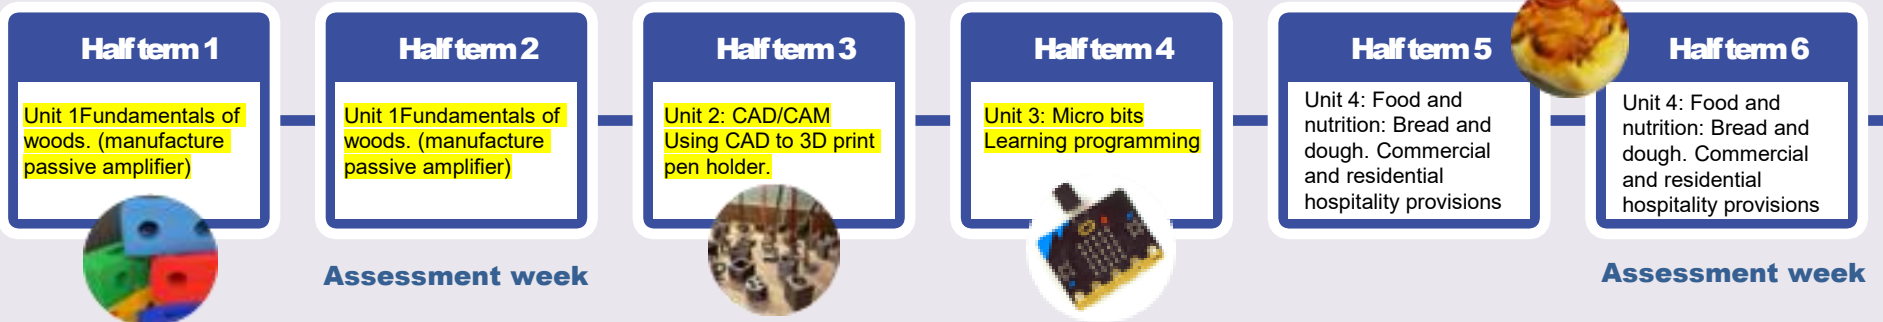 Half term 1
Unit 1Fundamentals of
woods. (manufacture
passive amplifier)
Half term 2
Unit 1Fundamentals of
woods. (manufacture
passive amplifier)
Assessment week
Half term 3
Unit 2: CAD/CAM
Using CAD to 3D print
pen holder.
Half term 4
Unit 3: Micro bits
Learning programming
Half term 5
Unit 4: Food and
nutrition: Bread and
dough. Commercial
and residential
hospitality provisions
Half term 6
Unit 4: Food and
nutrition: Bread and
dough. Commercial
and residential
hospitality provisions
Assessment week